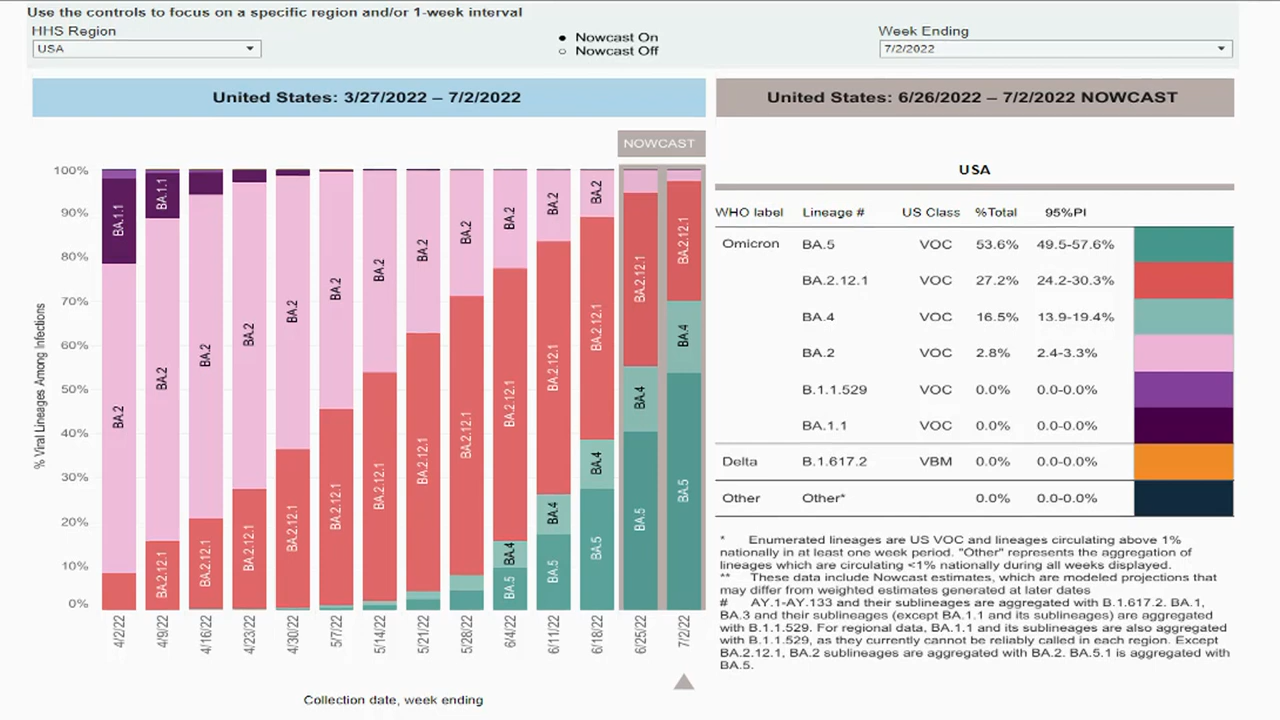 Use the controls to focus on a specific region and/or 1-week interval
HHS Region
USA
Nowcast On
Nowcast Off
Week Ending
7/2/2022
United States: 3/27/2022 – 7/2/2022
United States: 6/26/2022 – 7/2/2022 NOWCAST
NOWCAST
% Viral Lineages Among Infections
100%
90%
80%
70%
60%
50%
40%
30%
20%
10%
0%
BA.1.1
BA.2
BA.1.1
BA.2
BA.2.12.1
BA.2
BA.2.12.1
BA.2
BA.2.12.1
BA.2
BA.2.12.1
BA.2
BA.2.12.1
BA.2
BA.2.12.1
BA.2
BA.2.12.1
BA.2
BA.2.12.1
BA.2
BA.2.12.1
BA.4
BA.5
BA.2
BA.2.12.1
BA.4
BA.5
BA.2
BA.2.12.1
BA.4
BA.5
BA.2.12.1
BA.4
BA.5
BA.2.12.1
BA.4
BA.5
4/2/22
4/9/22
4/16/22
4/23/22
4/30/22
5/7/22
5/14/22
5/21/22
5/28/22
6/4/22
6/11/22
6/18/22
6/25/22
7/2/22
Collection date, week ending
USA
WHO label Lineage # US Class %Total 95%PI
Omicron BA.5 VOC 53.6% 49.5-57.6%
BA.2.12.1 VOC 27.2% 24.2-30.3%
BA.4 VOC 16.5% 13.9-19.4%
BA.2 VOC 2.8% 2.4-3.3%
B.1.1.529 VOC 0.0% 0.0-0.0%
BA.1.1 VOC 0.0% 0.0-0.0%
Delta B.1.617.2 VBM 0.0% 0.0-0.0%
Other Other* 0.0% 0.0-0.0%
* Enumerated lineages are US VOC and lineages circulating above 1%
nationally in at least one week period. "Other" represents the aggregation of
lineages which are circulating <1% nationally during all weeks displayed.
** These data include Nowcast estimates, which are modeled projections that
may differ from weighted estimates generated at later dates
# AY.1-AY.133 and their sublineages are aggregated with B.1.617.2. BA.1,
BA.3 and their sublineages (except BA.1.1 and its sublineages) are aggregated
with B.1.1.529. For regional data, BA.1.1 and its sublineages are also aggregated
with B.1.1.529, as they currently cannot be reliably called in each region. Except
BA.2.12.1, BA.2 sublineages are aggregated with BA.2. BA.5.1 is aggregated with
BA.5.